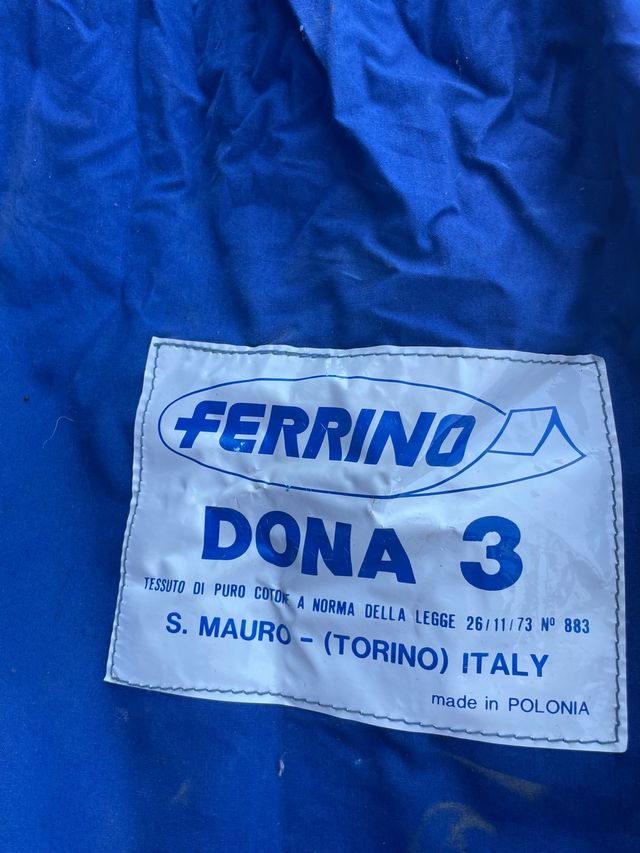 FERRINO
DONA 3
TESSUTO DI PURO COTONE A NORMA DELLA LEGGE 26/11/73 Nº 883
S. MAURO - (TORINO) ITALY
made in POLONIA